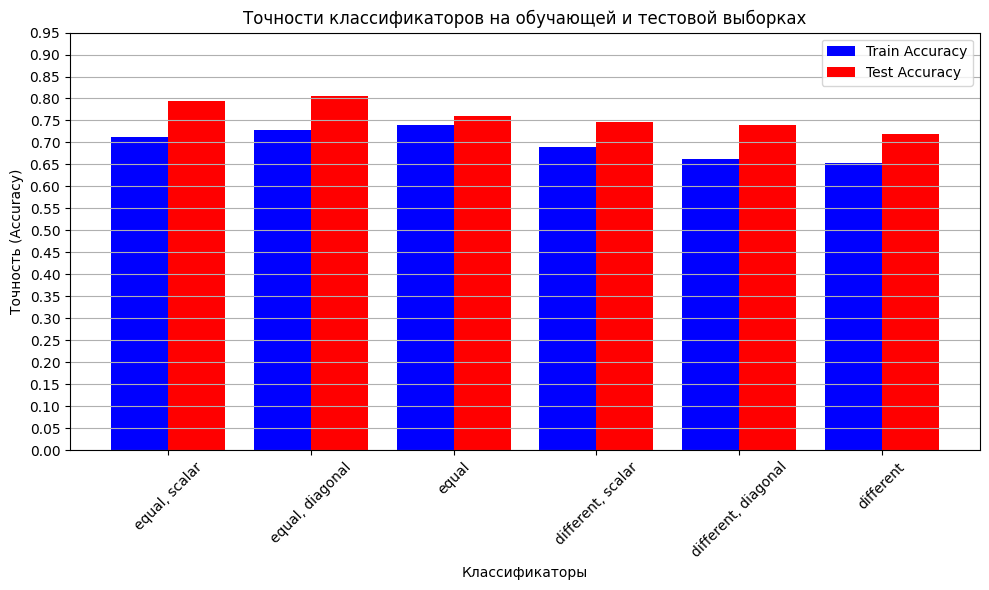 Точности классификаторов на обучающей и тестовой выборках
Train Accuracy
Test Accuracy
Точность (Accuracy)
0.95
0.90
0.85
0.80
0.75
0.70
0.65
0.60
0.55
0.50
0.45
0.40
0.35
0.30
0.25
0.20
0.15
0.10
0.05
0.00
equal, scalar
equal, diagonal
equal
different, scalar
different, diagonal
different
Классификаторы